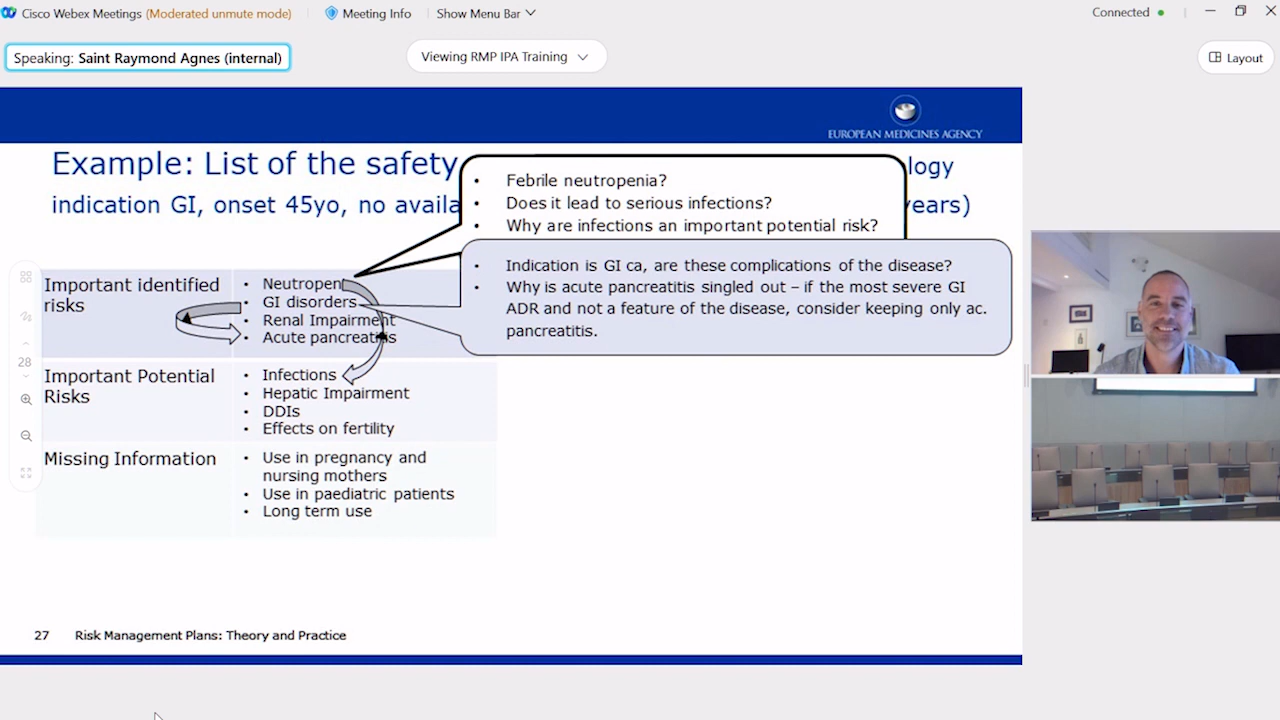 Cisco Webex Meetings (Moderated unmute mode) Meeting Info Show Menu Bar Connected
Speaking: Saint Raymond Agnes (internal) Viewing RMP IPA Training Layout
EUROPEAN MEDICINES AGENCY
Example: List of the safety
indication GI, onset 45yo, no
• Febrile neutropenia?
• Does it lead to serious infections?
• Why are infections an important potential risk?
• Indication is GI ca, are these complications of the disease?
• Why is acute pancreatitis singled out – if the most severe GI
ADR and not a feature of the disease, consider keeping only ac.
pancreatitis.
Important identified
risks
• GI disorders
• Renal Impairment
• Acute pancreatitis
28
Important Potential
Risks
• Infections
• Hepatic Impairment
• DDIs
• Effects on fertility
Missing Information
• Use in pregnancy and
nursing mothers
• Use in paediatric patients
• Long term use
27 Risk Management Plans: Theory and Practice